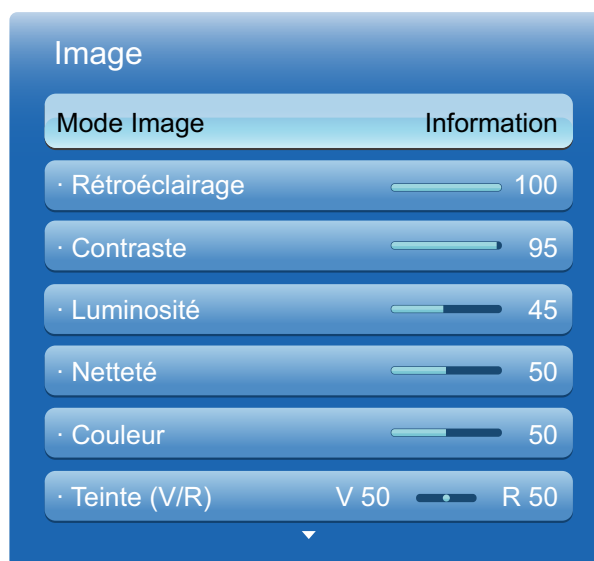 Image
Mode Image Information
· Rétroéclairage 100
· Contraste 95
· Luminosité 45
· Netteté 50
· Couleur 50
· Teinte (V/R) V 50 R 50